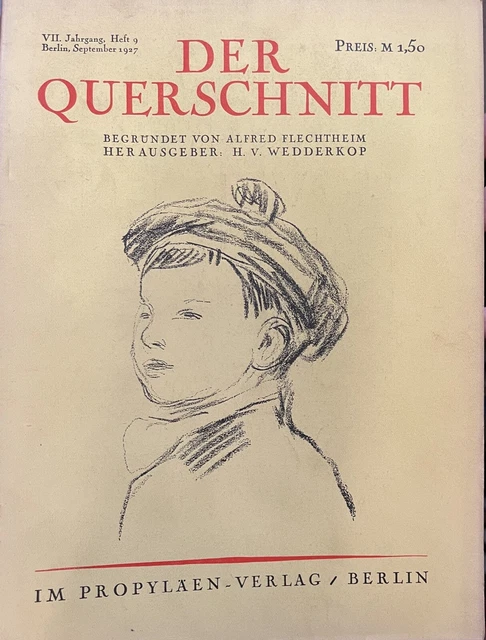 VII. Jahrgang, Heft 9
Berlin, September 1927
PREIS: M 1,50
DER
QUERSCHNITT
BEGRÜNDET VON ALFRED FLECHTHEIM
HERAUSGEBER: H. V. WEDDERKOP
IM PROPYLÄEN-VERLAG / BERLIN